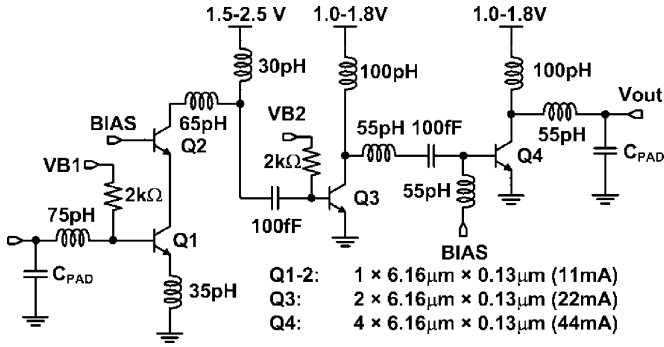 1.5-2.5 V
1.0-1.8V
1.0-1.8V
30pH
100pH
100pH
65pH
BIAS
Q2
VB2
55pH
100fF
Vout
55pH
VB1
2kΩ
2kΩ
Q3
Q4
C_PAD
75pH
Q1
100fF
55pH
C_PAD
35pH
BIAS
Q1-2: 1 × 6.16μm × 0.13μm (11mA)
Q3: 2 × 6.16μm × 0.13μm (22mA)
Q4: 4 × 6.16μm × 0.13μm (44mA)